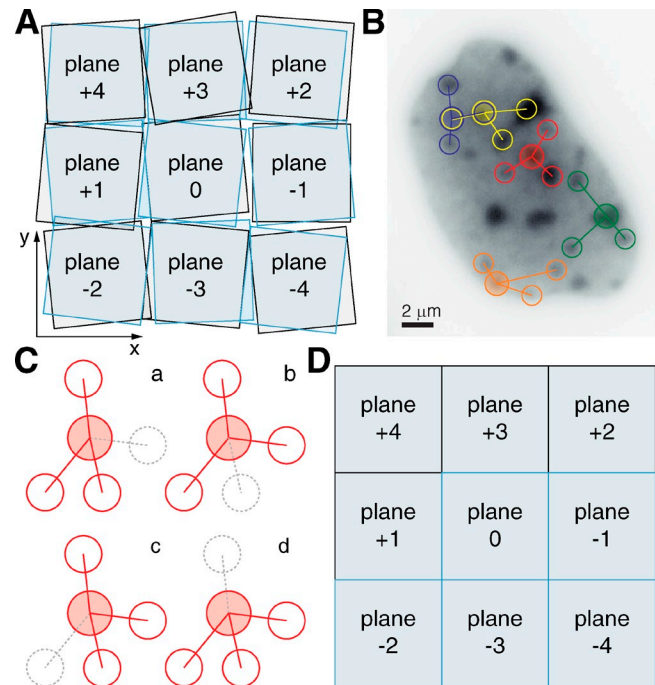 A
plane
+4
plane
+3
plane
+2
plane
+1
plane
0
plane
-1
plane
-2
plane
-3
plane
-4
y
x
B
2 μm
C
a
b
c
d
D
plane
+4
plane
+3
plane
+2
plane
+1
plane
0
plane
-1
plane
-2
plane
-3
plane
-4